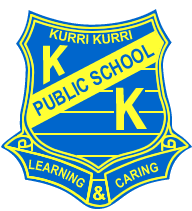 KURRI KURRI
K
PUBLIC SCHOOL
K
LEARNING & CARING